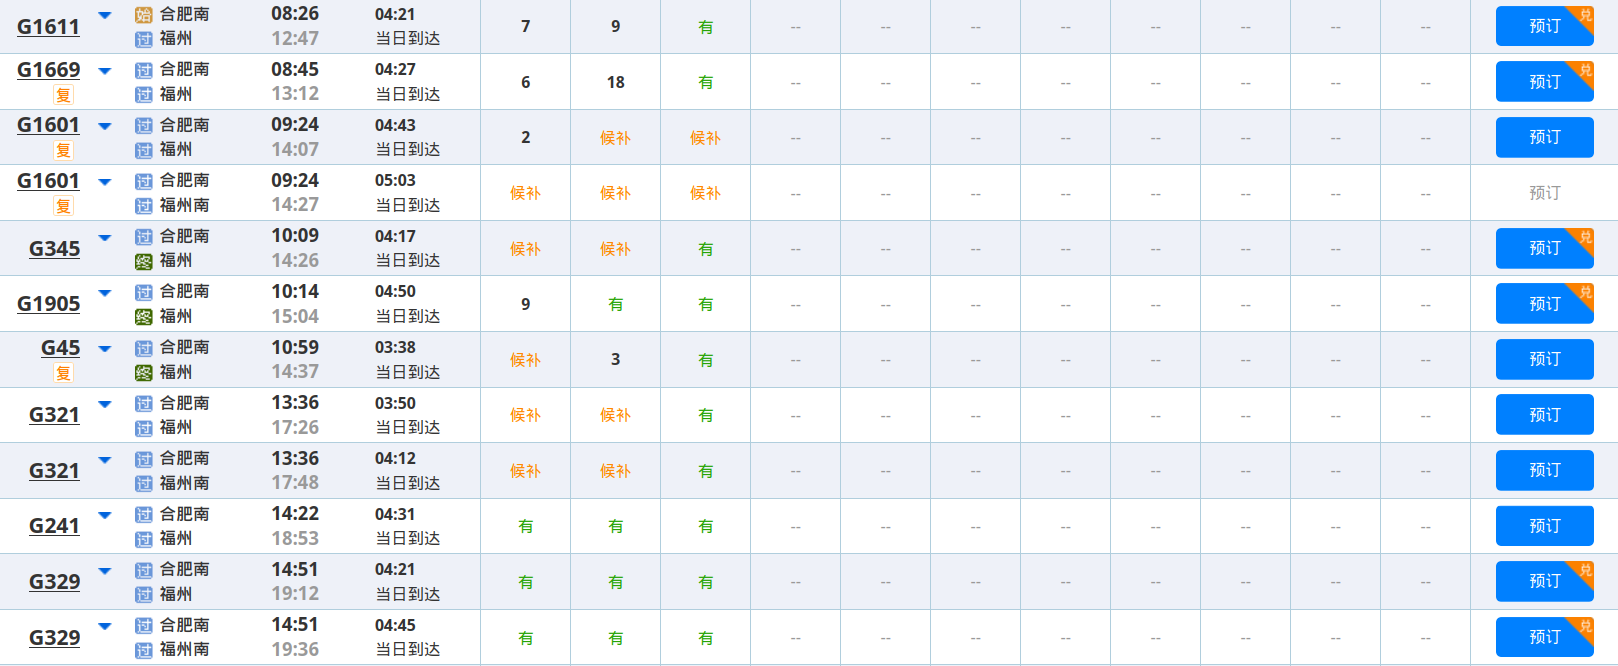 G1611 始 合肥南 08:26 04:21 7 9 有 -- -- -- -- -- -- -- -- 预订 兑
过 福州 12:47 当日到达
G1669 过 合肥南 08:45 04:27 6 18 有 -- -- -- -- -- -- -- -- 预订 兑
复 过 福州 13:12 当日到达
G1601 过 合肥南 09:24 04:43 2 候补 候补 -- -- -- -- -- -- -- -- 预订
复 过 福州 14:07 当日到达
G1601 过 合肥南 09:24 05:03 候补 候补 候补 -- -- -- -- -- -- -- -- 预订
复 过 福州南 14:27 当日到达
G345 过 合肥南 10:09 04:17 候补 候补 有 -- -- -- -- -- -- -- -- 预订 兑
终 福州 14:26 当日到达
G1905 过 合肥南 10:14 04:50 9 有 有 -- -- -- -- -- -- -- -- 预订 兑
终 福州 15:04 当日到达
G45 过 合肥南 10:59 03:38 候补 3 有 -- -- -- -- -- -- -- -- 预订
复 终 福州 14:37 当日到达
G321 过 合肥南 13:36 03:50 候补 候补 有 -- -- -- -- -- -- -- -- 预订
过 福州 17:26 当日到达
G321 过 合肥南 13:36 04:12 候补 候补 有 -- -- -- -- -- -- -- -- 预订
过 福州南 17:48 当日到达
G241 过 合肥南 14:22 04:31 有 有 有 -- -- -- -- -- -- -- -- 预订
过 福州 18:53 当日到达
G329 过 合肥南 14:51 04:21 有 有 有 -- -- -- -- -- -- -- -- 预订 兑
过 福州 19:12 当日到达
G329 过 合肥南 14:51 04:45 有 有 有 -- -- -- -- -- -- -- -- 预订 兑
过 福州南 19:36 当日到达